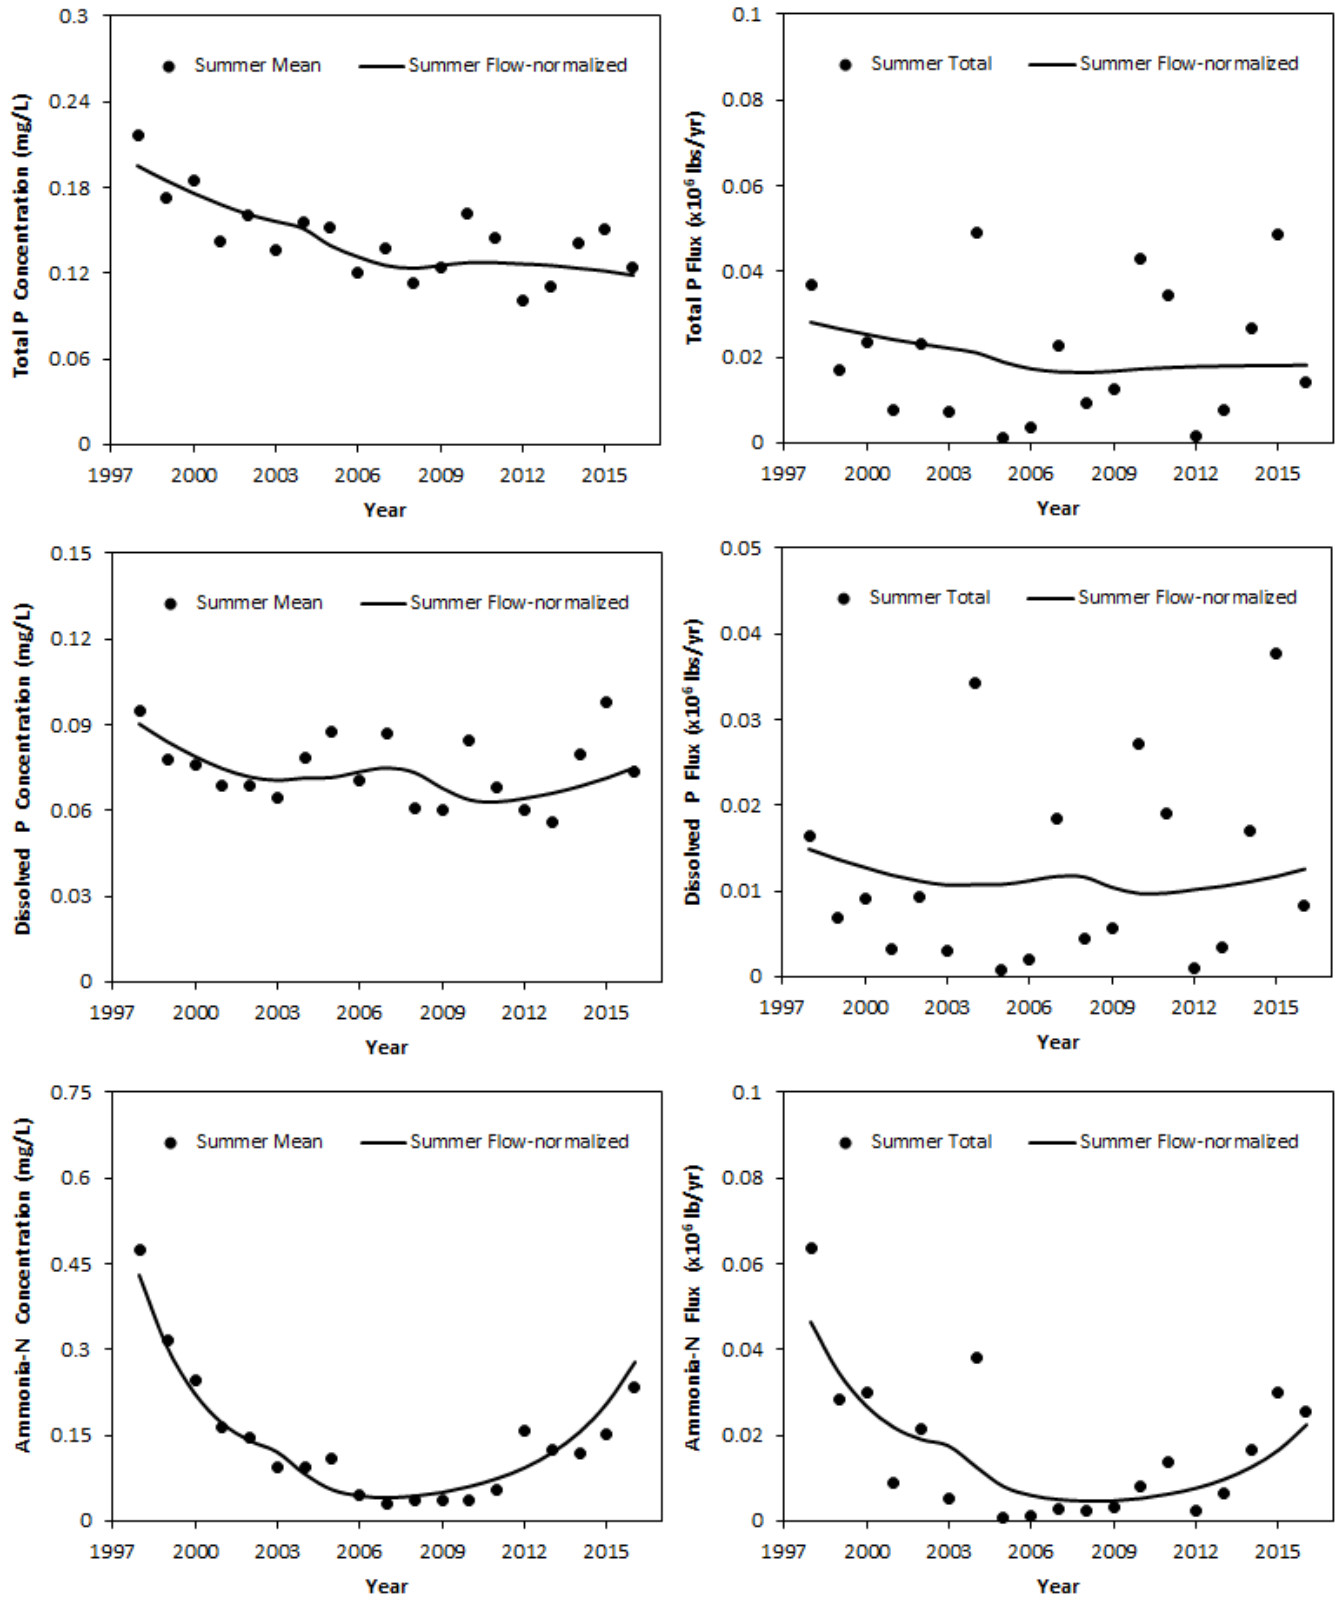 Total P Concentration (mg/L)
0.3
0.24
0.18
0.12
0.06
0
Summer Mean
Summer Flow-normalized
1997 2000 2003 2006 2009 2012 2015
Year
Total P Flux (x10⁶ lbs/yr)
0.1
0.08
0.06
0.04
0.02
0
Summer Total
Summer Flow-normalized
1997 2000 2003 2006 2009 2012 2015
Year
Dissolved P Concentration (mg/L)
0.15
0.12
0.09
0.06
0.03
0
Summer Mean
Summer Flow-normalized
1997 2000 2003 2006 2009 2012 2015
Year
Dissolved P Flux (x10⁶ lbs/yr)
0.05
0.04
0.03
0.02
0.01
0
Summer Total
Summer Flow-normalized
1997 2000 2003 2006 2009 2012 2015
Year
Ammonia-N Concentration (mg/L)
0.75
0.6
0.45
0.3
0.15
0
Summer Mean
Summer Flow-normalized
1997 2000 2003 2006 2009 2012 2015
Year
Ammonia-N Flux (x10⁶ lb/yr)
0.1
0.08
0.06
0.04
0.02
0
Summer Total
Summer Flow-normalized
1997 2000 2003 2006 2009 2012 2015
Year